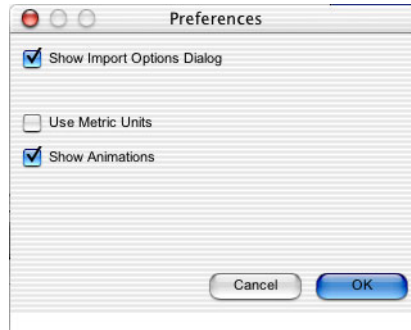 Preferences
Show Import Options Dialog
Use Metric Units
Show Animations
Cancel OK